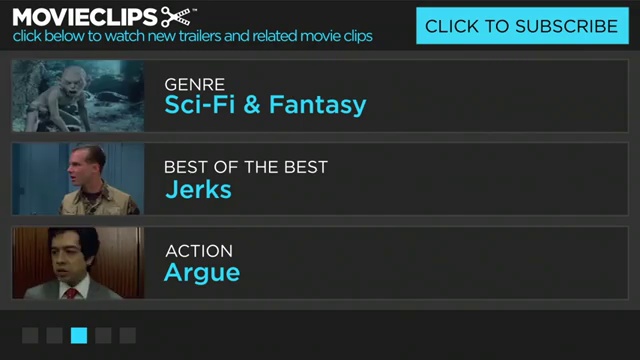 MOVIECLIPS™
click below to watch new trailers and related movie clips
CLICK TO SUBSCRIBE
GENRE
Sci-Fi & Fantasy
BEST OF THE BEST
Jerks
ACTION
Argue